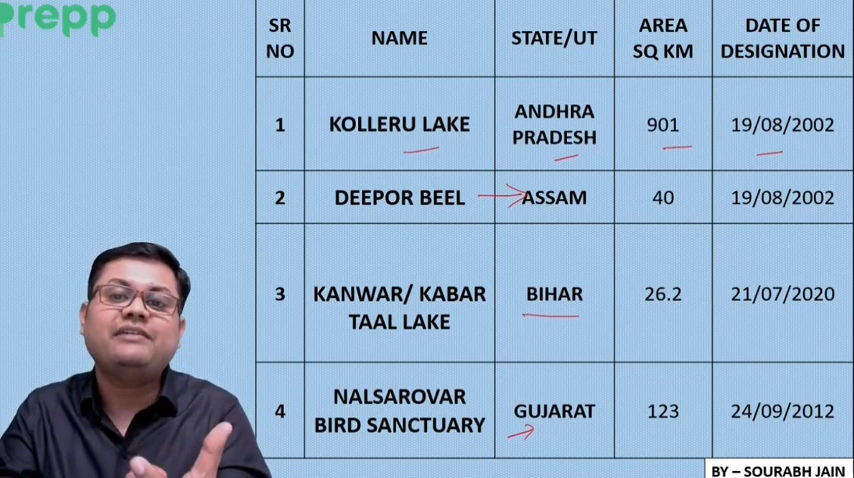 prepp
SR NO
NAME
STATE/UT
AREA SQ KM
DATE OF DESIGNATION
1
KOLLERU LAKE
ANDHRA PRADESH
901
19/08/2002
2
DEEPOR BEEL
ASSAM
40
19/08/2002
3
KANWAR/ KABAR TAAL LAKE
BIHAR
26.2
21/07/2020
4
NALSAROVAR BIRD SANCTUARY
GUJARAT
123
24/09/2012
BY – SOURABH JAIN